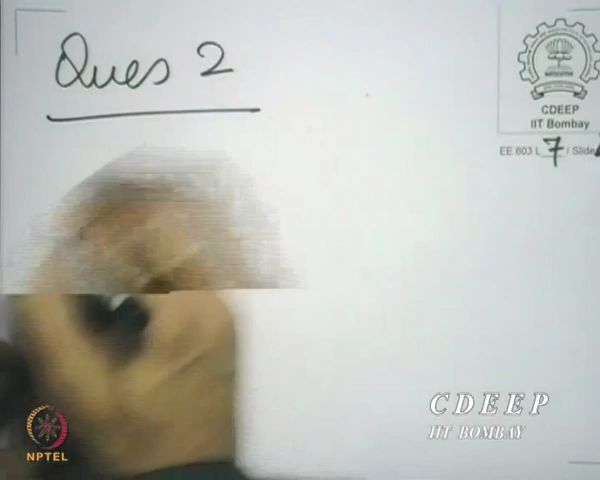 Ques 2
CDEEP
IIT Bombay
EE 603 L 7 / Slide
CDEEP
IIT BOMBAY
NPTEL